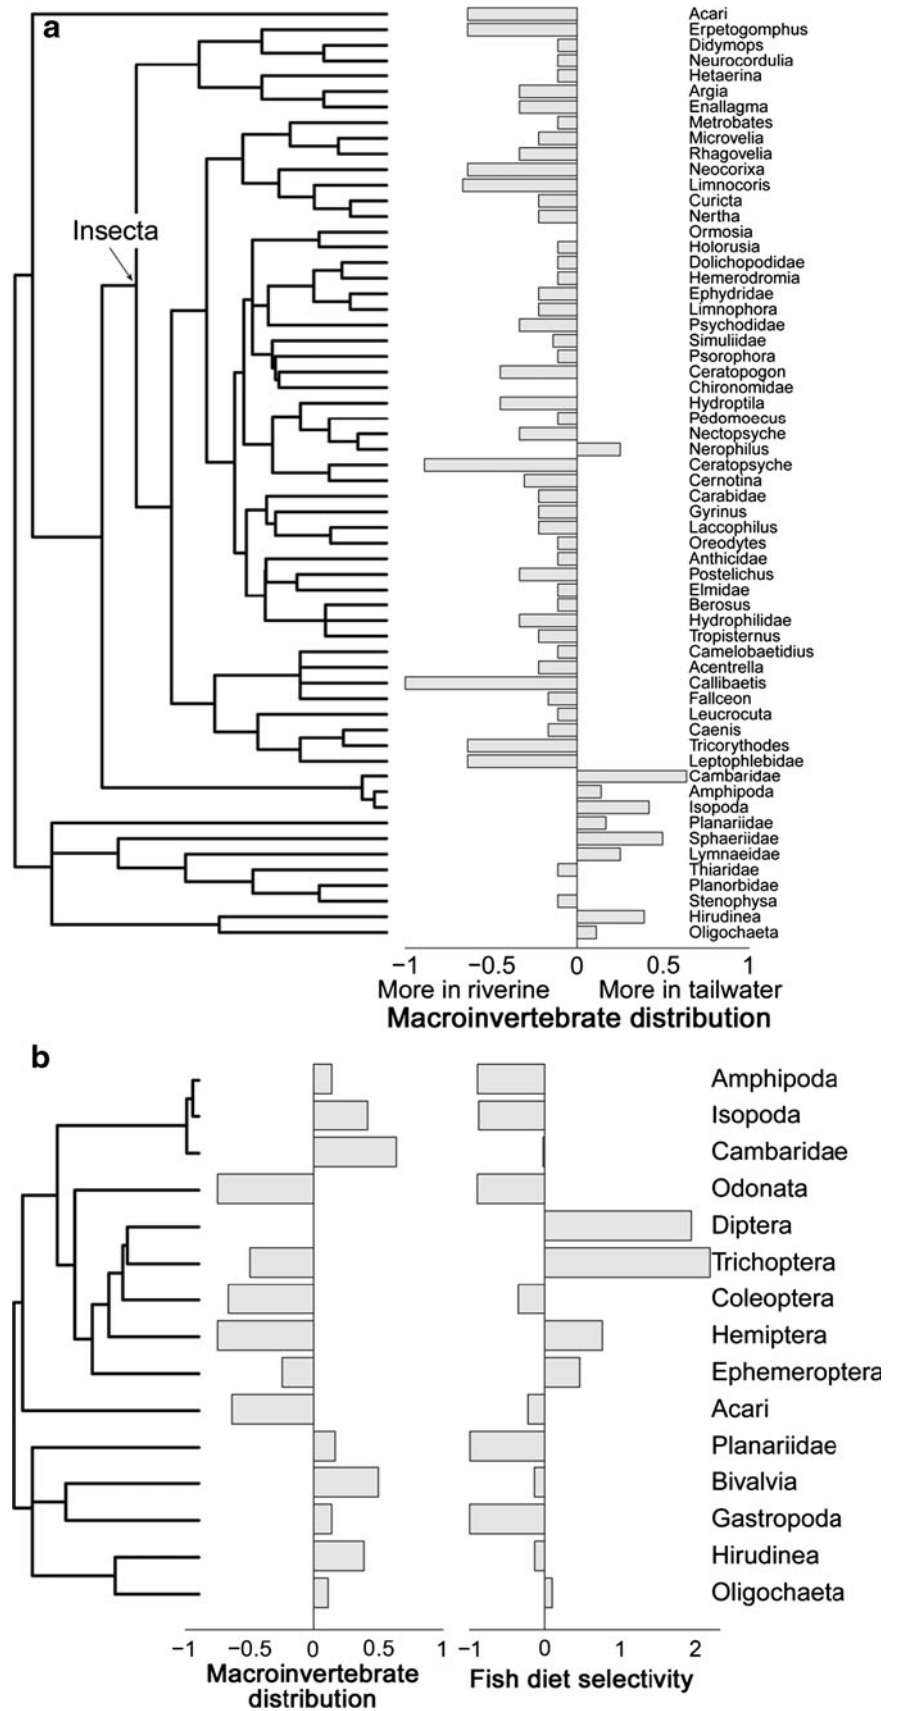 a
Acari
Erpetogomphus
Didymops
Neurocordulia
Hetaerina
Argia
Enallagma
Metrobates
Microvelia
Rhagovelia
Neocorixa
Limnocoris
Curicta
Nertha
Insecta
Ormosia
Holorusia
Dolichopodidae
Hemerodromia
Ephydridae
Limnophora
Psychodidae
Simuliidae
Psorophora
Ceratopogon
Chironomidae
Hydroptila
Pedomoecus
Nectopsyche
Nerophilus
Ceratopsyche
Cernotina
Carabidae
Gyrinus
Laccophilus
Oreodytes
Anthicidae
Postelichus
Elmidae
Berosus
Hydrophilidae
Tropisternus
Camelobaetidius
Acentrella
Callibaetis
Fallceon
Leucrocuta
Caenis
Tricorythodes
Leptophlebidae
Cambaridae
Amphipoda
Isopoda
Planariidae
Sphaeriidae
Lymnaeidae
Thiaridae
Planorbidae
Stenophysa
Hirudinea
Oligochaeta
−1 −0.5 0 0.5 1
More in riverine More in tailwater
Macroinvertebrate distribution
b
Amphipoda
Isopoda
Cambaridae
Odonata
Diptera
Trichoptera
Coleoptera
Hemiptera
Ephemeroptera
Acari
Planariidae
Bivalvia
Gastropoda
Hirudinea
Oligochaeta
−1 −0.5 0 0.5 1 −1 0 1 2
Macroinvertebrate
distribution
Fish diet selectivity